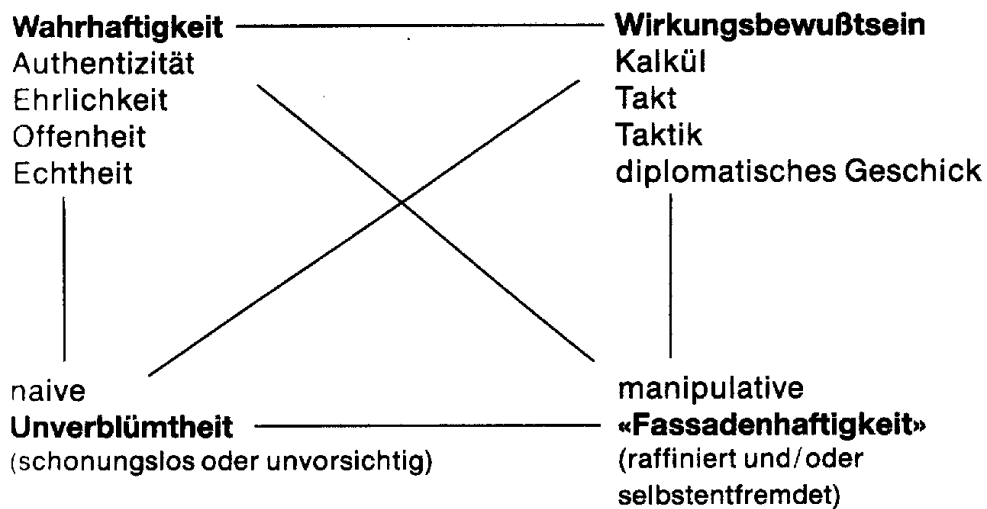 Wahrhaftigkeit
Authentizität
Ehrlichkeit
Offenheit
Echtheit
Wirkungsbewußtsein
Kalkül
Takt
Taktik
diplomatisches Geschick
naive
Unverblümtheit
(schonungslos oder unvorsichtig)
manipulative
«Fassadenhaftigkeit»
(raffiniert und/oder
selbstentfremdet)